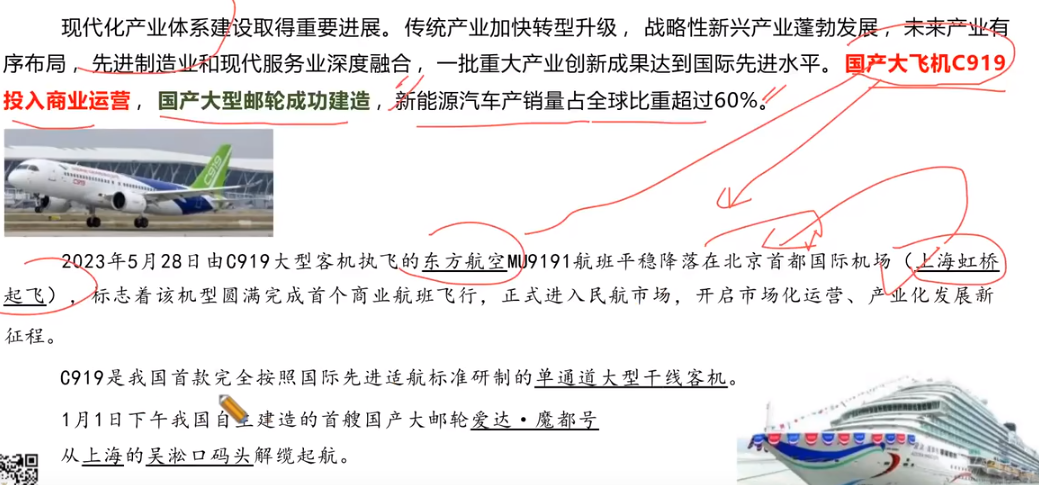 现代化产业体系建设取得重要进展。传统产业加快转型升级，战略性新兴产业蓬勃发展，未来产业有
序布局，先进制造业和现代服务业深度融合，一批重大产业创新成果达到国际先进水平。国产大飞机C919
投入商业运营，国产大型邮轮成功建造，新能源汽车产销量占全球比重超过60%。
C919
C919
2023年5月28日由C919大型客机执飞的东方航空MU9191航班平稳降落在北京首都国际机场（上海虹桥
起飞），标志着该机型圆满完成首个商业航班飞行，正式进入民航市场，开启市场化运营、产业化发展新
征程。
C919是我国首款完全按照国际先进适航标准研制的单通道大型干线客机。
1月1日下午我国自主建造的首艘国产大邮轮爱达·魔都号
从上海的吴淞口码头解缆起航。